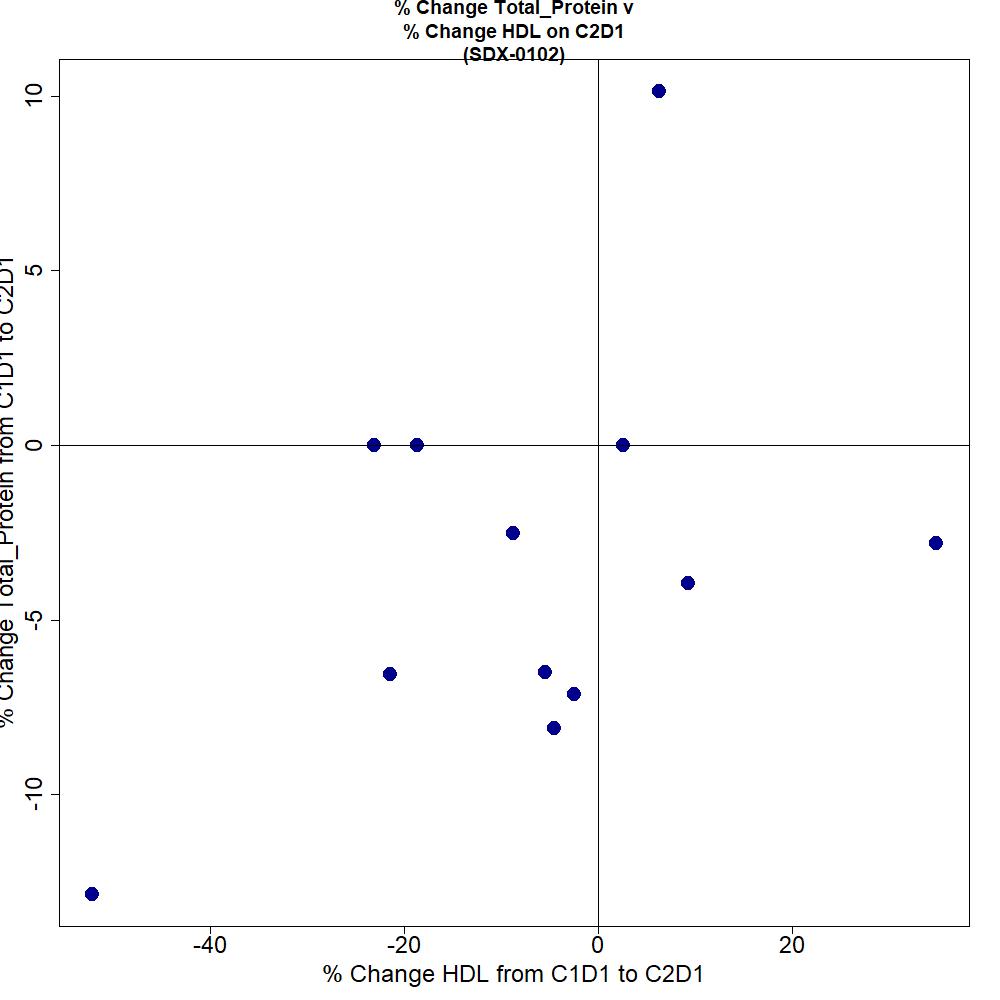 % Change Total_Protein v
% Change HDL on C2D1
(SDX-0102)
10
5
0
-5
-10
% Change Total_Protein from C1D1 to C2D1
-40
-20
0
20
% Change HDL from C1D1 to C2D1